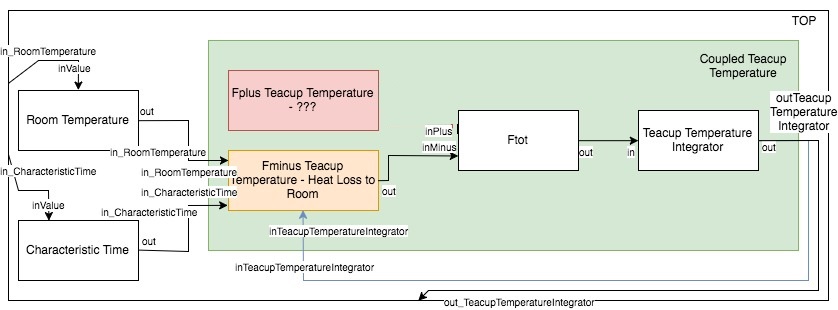 TOP
in_RoomTemperature
inValue
Room Temperature
out
in_RoomTemperature
in_RoomTemperature
in_CharacteristicTime
inValue
Characteristic Time
out
in_CharacteristicTime
in_CharacteristicTime
Coupled Teacup
Temperature
Fplus Teacup Temperature
- ???
Fminus Teacup
Temperature - Heat Loss to
Room
out
inPlus
inMinus
Ftot
out
in
Teacup Temperature
Integrator
out
outTeacup
Temperature
Integrator
inTeacupTemperatureIntegrator
inTeacupTemperatureIntegrator
out_TeacupTemperatureIntegrator